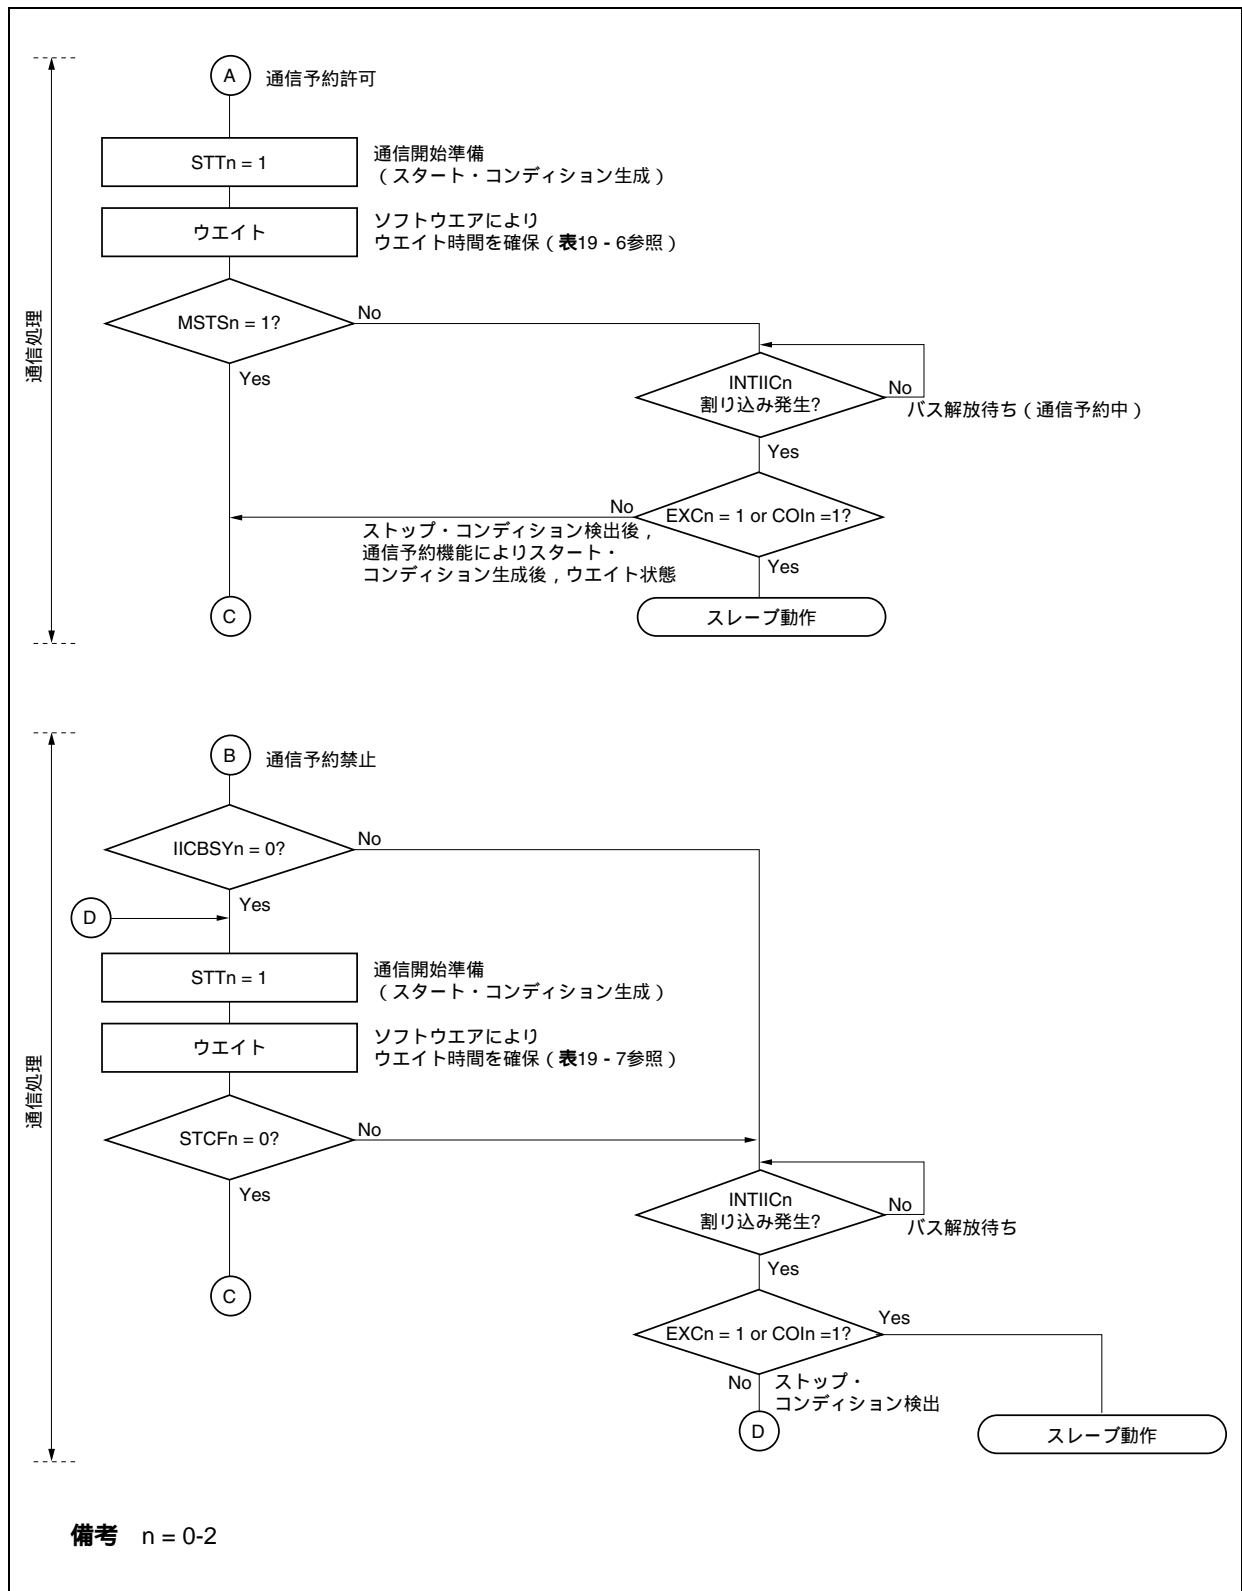 A 通信予約許可
STTn = 1
通信開始準備
（スタート・コンディション生成）
ウエイト
ソフトウエアにより
ウエイト時間を確保（表19 - 6参照）
通信処理
MSTSn = 1?
No
Yes
INTIICn
割り込み発生?
No
バス解放待ち（通信予約中）
Yes
EXCn = 1 or COIn =1?
No
ストップ・コンディション検出後，
通信予約機能によりスタート・
コンディション生成後，ウエイト状態
Yes
C
スレーブ動作
B 通信予約禁止
IICBSYn = 0?
No
Yes
D
STTn = 1
通信開始準備
（スタート・コンディション生成）
ウエイト
ソフトウエアにより
ウエイト時間を確保（表19 - 7参照）
通信処理
STCFn = 0?
No
Yes
INTIICn
割り込み発生?
No
バス解放待ち
Yes
C
EXCn = 1 or COIn =1?
Yes
No
ストップ・
コンディション検出
D
スレーブ動作
備考 n = 0-2